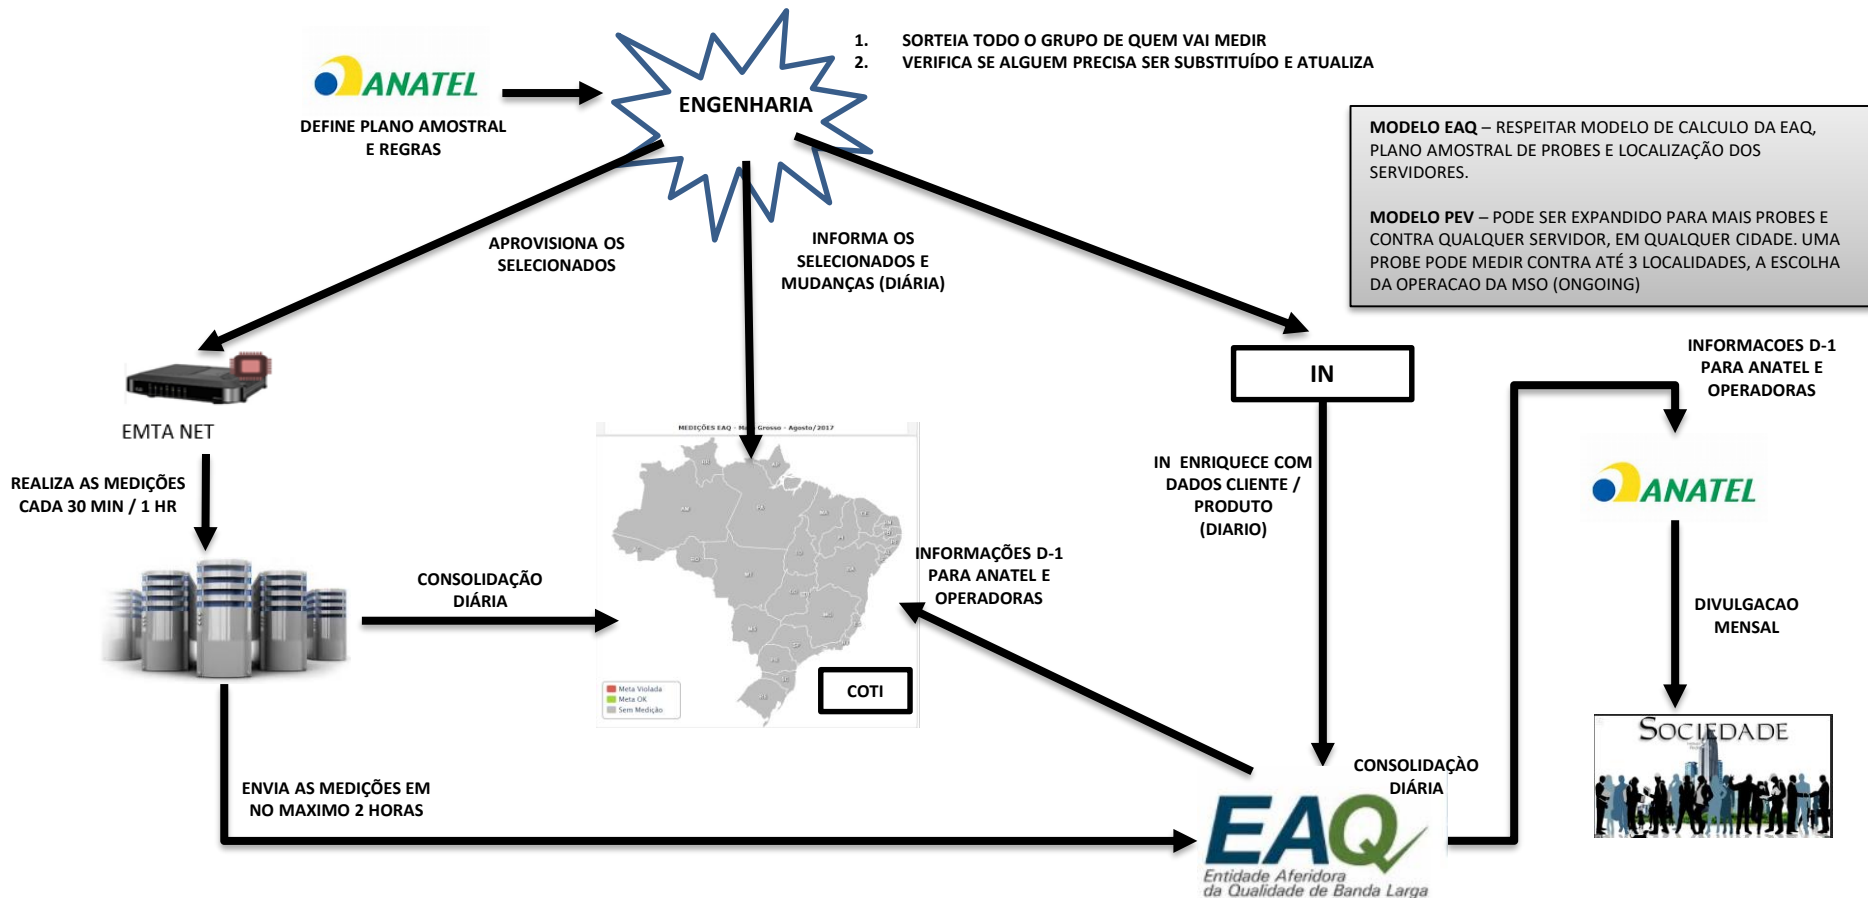 ANATEL
DEFINE PLANO AMOSTRAL
E REGRAS
ENGENHARIA
1. SORTEIA TODO O GRUPO DE QUEM VAI MEDIR
2. VERIFICA SE ALGUEM PRECISA SER SUBSTITUÍDO E ATUALIZA
MODELO EAQ – RESPEITAR MODELO DE CALCULO DA EAQ,
PLANO AMOSTRAL DE PROBES E LOCALIZAÇÃO DOS
SERVIDORES.
MODELO PEV – PODE SER EXPANDIDO PARA MAIS PROBES E
CONTRA QUALQUER SERVIDOR, EM QUALQUER CIDADE. UMA
PROBE PODE MEDIR CONTRA ATÉ 3 LOCALIDADES, A ESCOLHA
DA OPERACAO DA MSO (ONGOING)
APROVISIONA OS
SELECIONADOS
INFORMA OS
SELECIONADOS E
MUDANÇAS (DIÁRIA)
EMTA NET
REALIZA AS MEDIÇÕES
CADA 30 MIN / 1 HR
CONSOLIDAÇÃO
DIÁRIA
MEDIÇÕES EAQ - Grosso - Agosto/2017
Meta Violada
Meta OK
Sem Medição
COTI
INFORMAÇÕES D-1
PARA ANATEL E
OPERADORAS
IN
IN ENRIQUECE COM
DADOS CLIENTE /
PRODUTO
(DIARIO)
INFORMACOES D-1
PARA ANATEL E
OPERADORAS
ANATEL
DIVULGACAO
MENSAL
SOCIEDADE
ENVIA AS MEDIÇÕES EM
NO MAXIMO 2 HORAS
CONSOLIDAÇÀO
DIÁRIA
EAQ
Entidade Aferidora
da Qualidade de Banda Larga